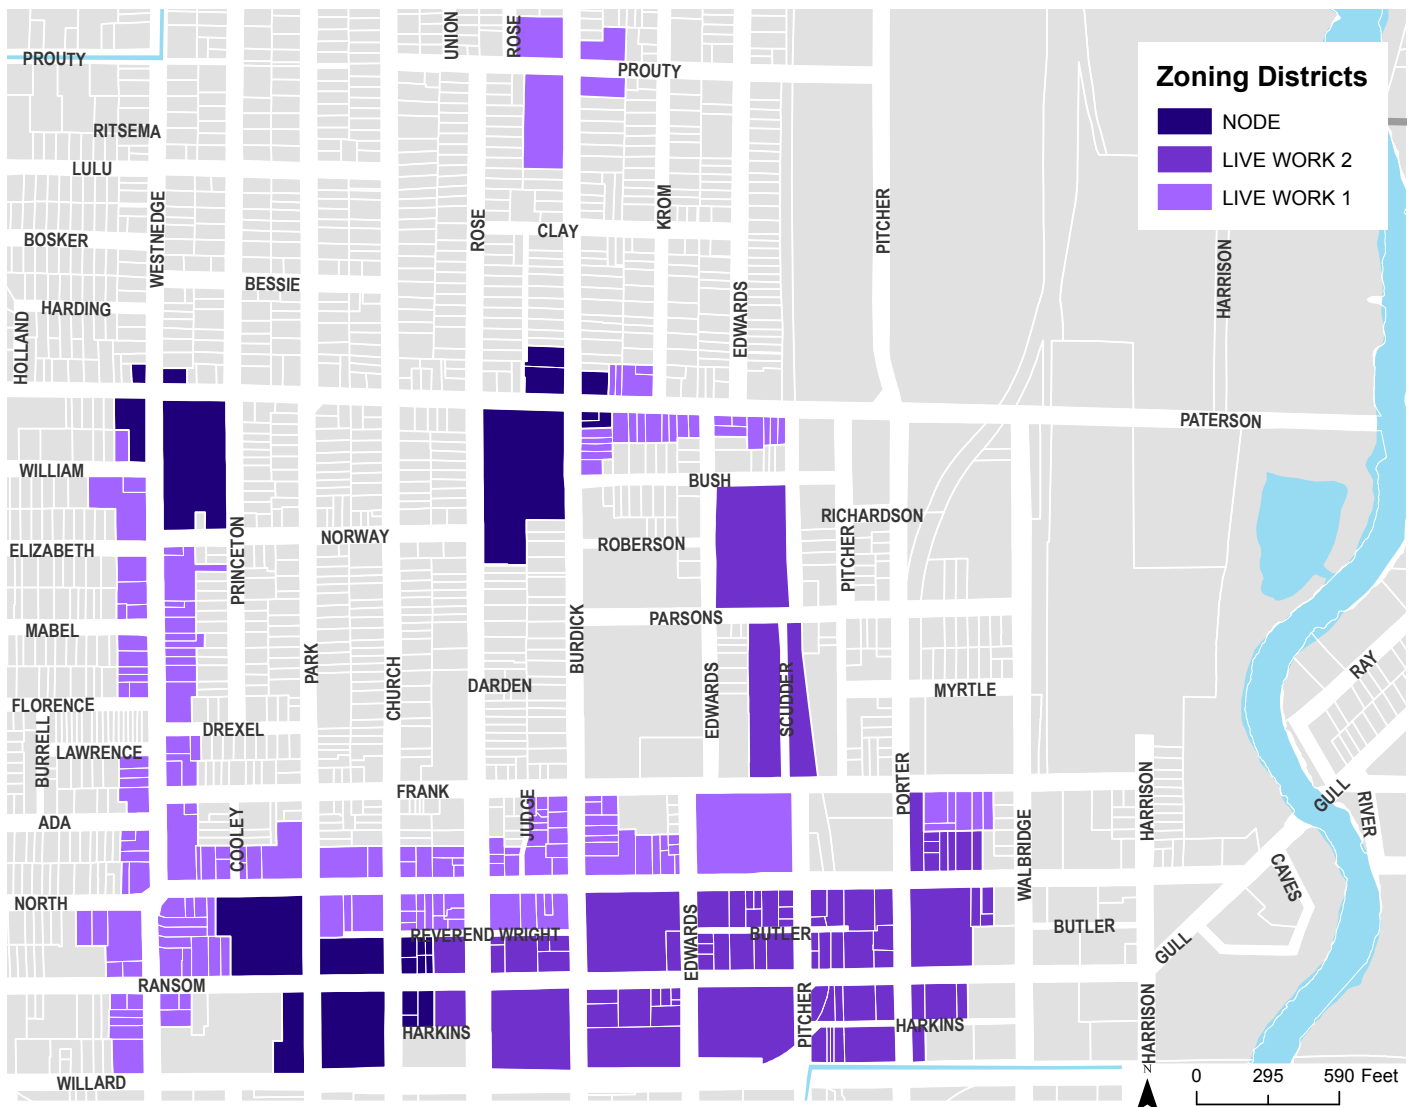 UNION
ROSE
PROUTY
PROUTY
Zoning Districts
NODE
LIVE WORK 2
LIVE WORK 1
RITSEMA
LULU
WESTNEDGE
ROSE
CLAY
KROM
PITCHER
HARRISON
BOSKER
BESSIE
HARDING
HOLLAND
EDWARDS
PATERSON
WILLIAM
BUSH
RICHARDSON
PRINCETON
NORWAY
ROBERSON
PITCHER
ELIZABETH
MABEL
PARSONS
BURDICK
PARK
CHURCH
DARDEN
EDWARDS
SCUDDER
MYRTLE
RAY
FLORENCE
BURRELL
LAWRENCE
DREXEL
FRANK
JUDGE
PORTER
WALBRIDGE
HARRISON
GULL
RIVER
ADA
COOLEY
CAVES
NORTH
REVEREND WRIGHT
EDWARDS
BUTLER
BUTLER
GULL
RANSOM
PITCHER
HARKINS
HARKINS
HARRISON
WILLARD
N
0 295 590 Feet